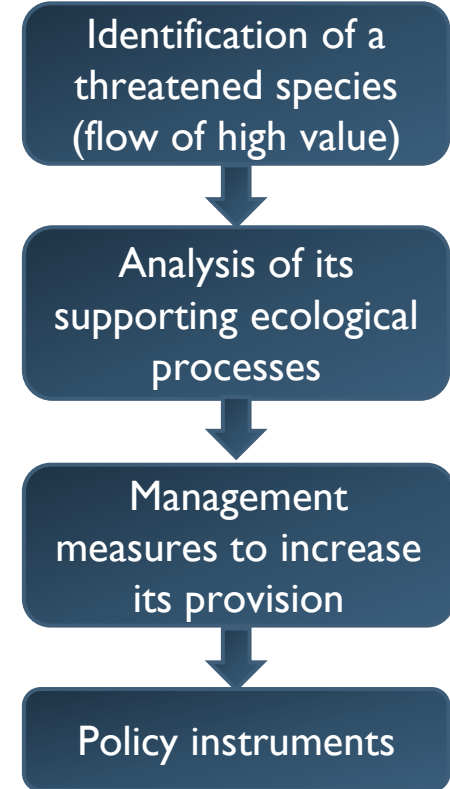 Identification of a
threatened species
(flow of high value)
Analysis of its
supporting ecological
processes
Management
measures to increase
its provision
Policy instruments